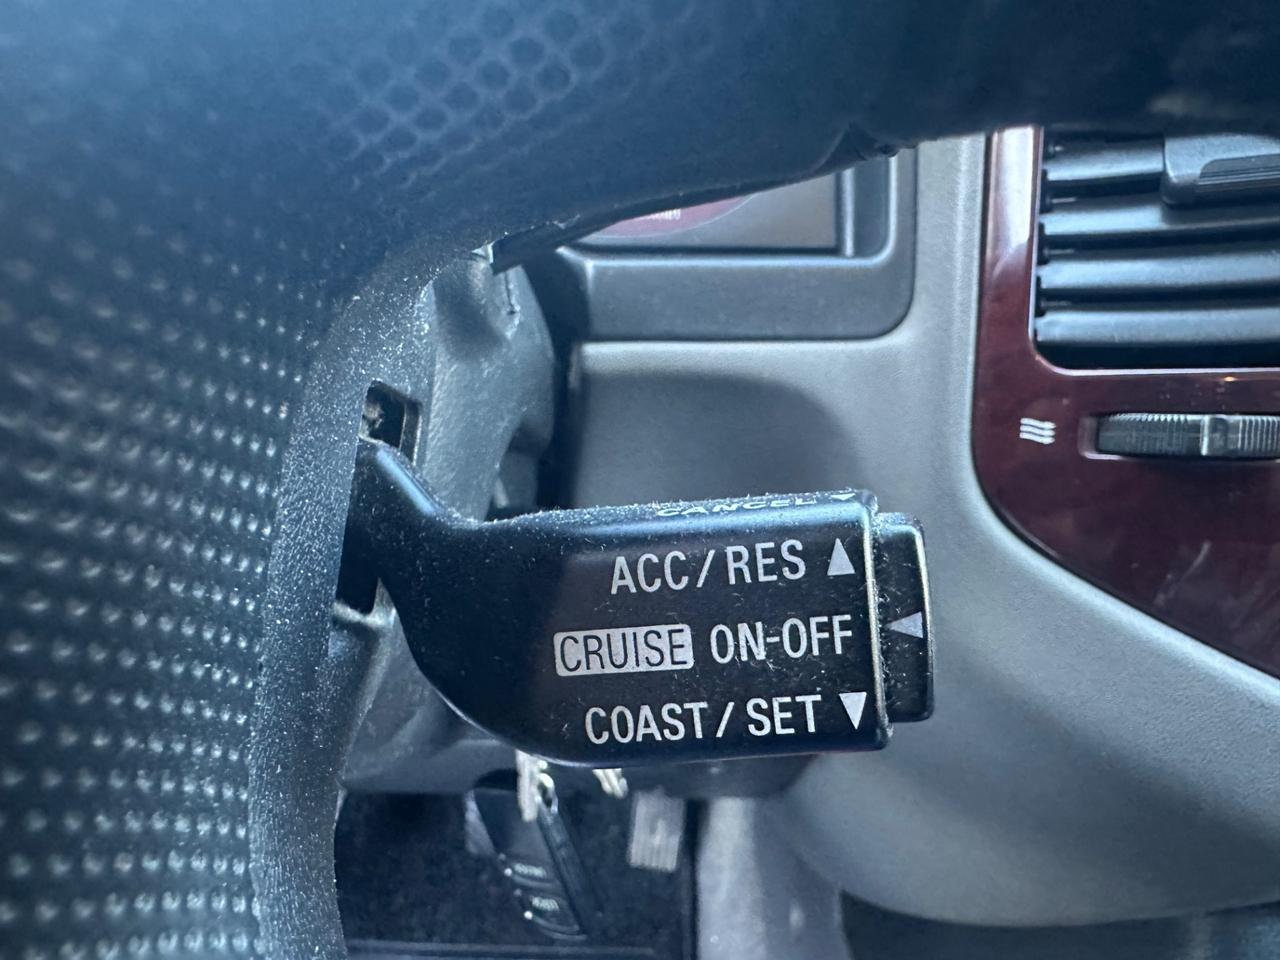 CANCEL
ACC/RES ▲
CRUISE ON-OFF ◀
COAST/SET ▼